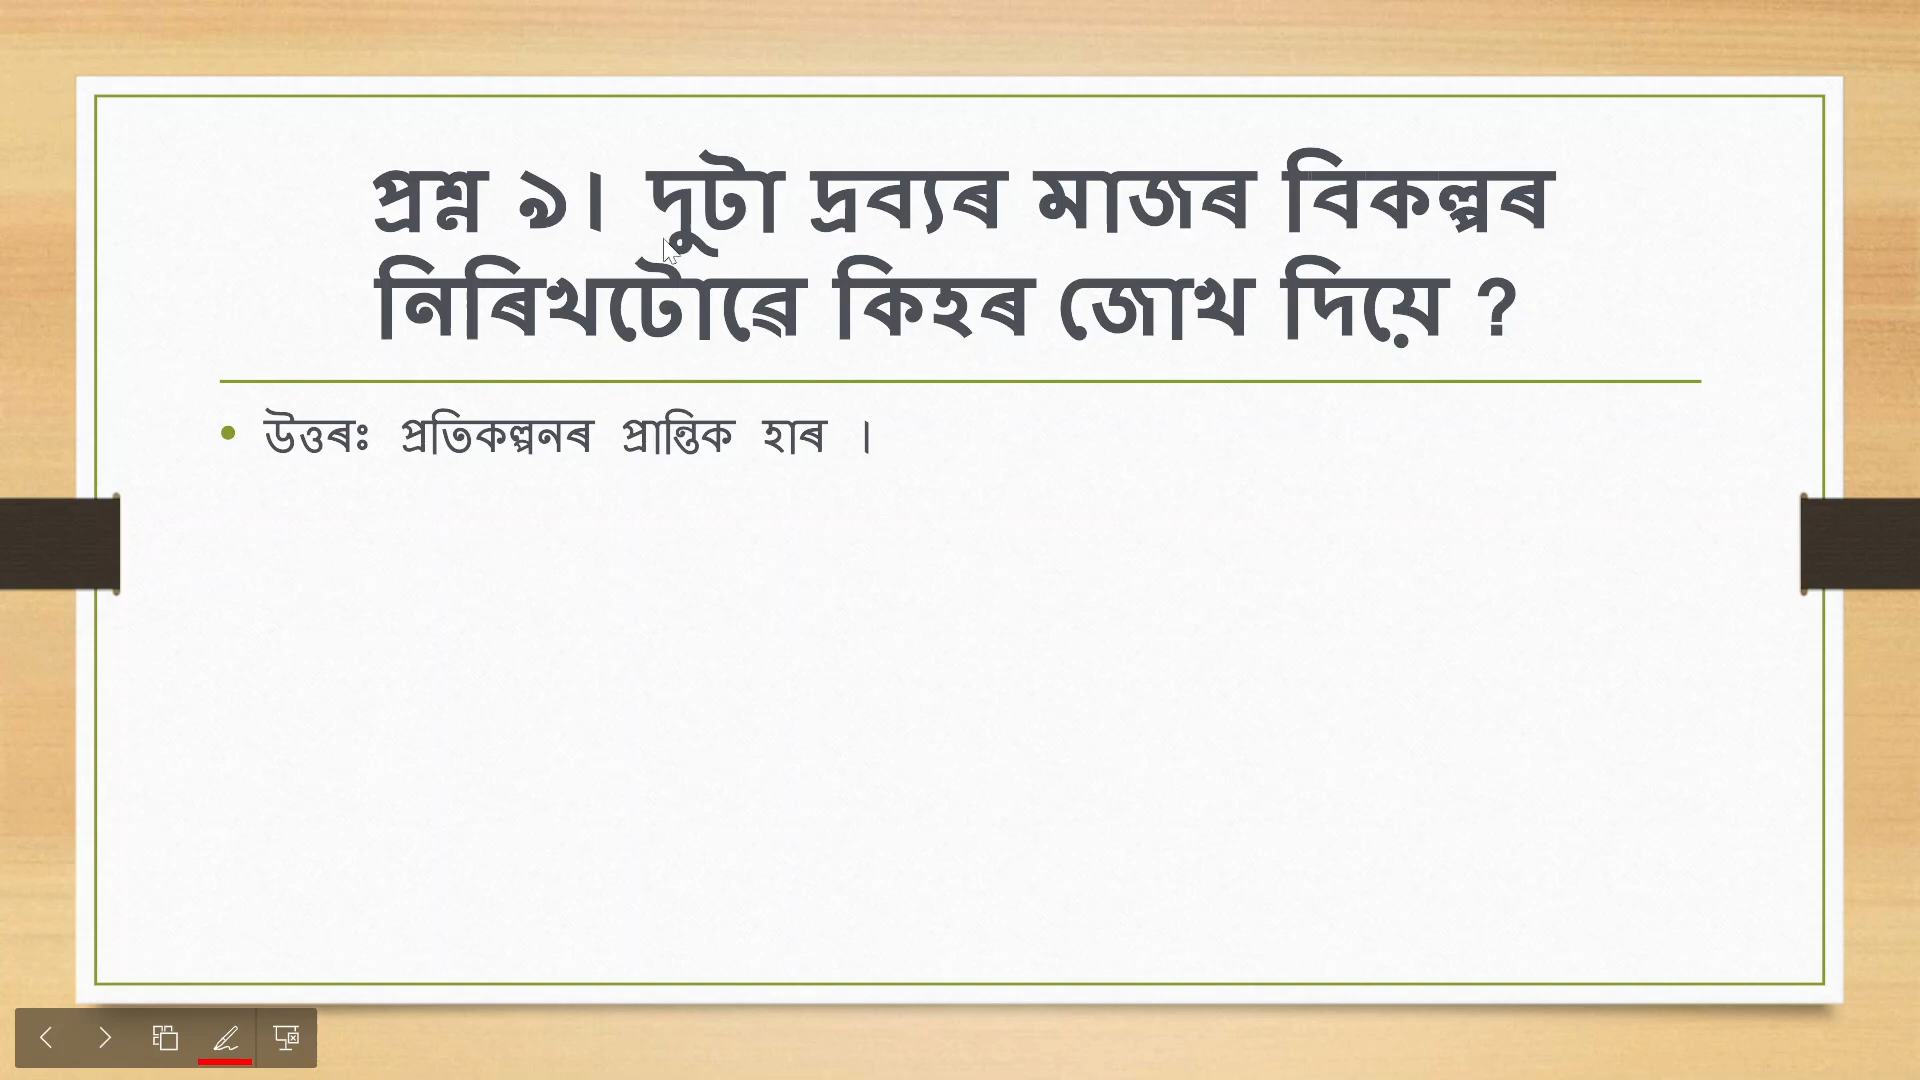 প্ৰশ্ন ৯। দুটা দ্ৰব্যৰ মাজৰ বিকল্পৰ
নিৰিখটোৱে কিহৰ জোখ দিয়ে ?
উত্তৰঃ প্ৰতিকল্পনৰ প্ৰান্তিক হাৰ ।